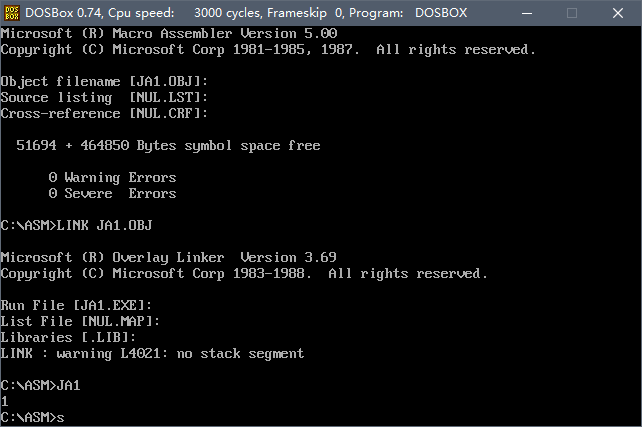 DOSBox 0.74, Cpu speed:    3000 cycles, Frameskip  0, Program:   DOSBOX
Microsoft (R) Macro Assembler Version 5.00
Copyright (C) Microsoft Corp 1981-1985, 1987.  All rights reserved.
Object filename [JA1.OBJ]:
Source listing  [NUL.LST]:
Cross-reference [NUL.CRF]:
51694 + 464850 Bytes symbol space free
0 Warning Errors
0 Severe  Errors
C:\ASM>LINK JA1.OBJ
Microsoft (R) Overlay Linker  Version 3.69
Copyright (C) Microsoft Corp 1983-1988.  All rights reserved.
Run File [JA1.EXE]:
List File [NUL.MAP]:
Libraries [.LIB]:
LINK : warning L4021: no stack segment
C:\ASM>JA1
1
C:\ASM>s